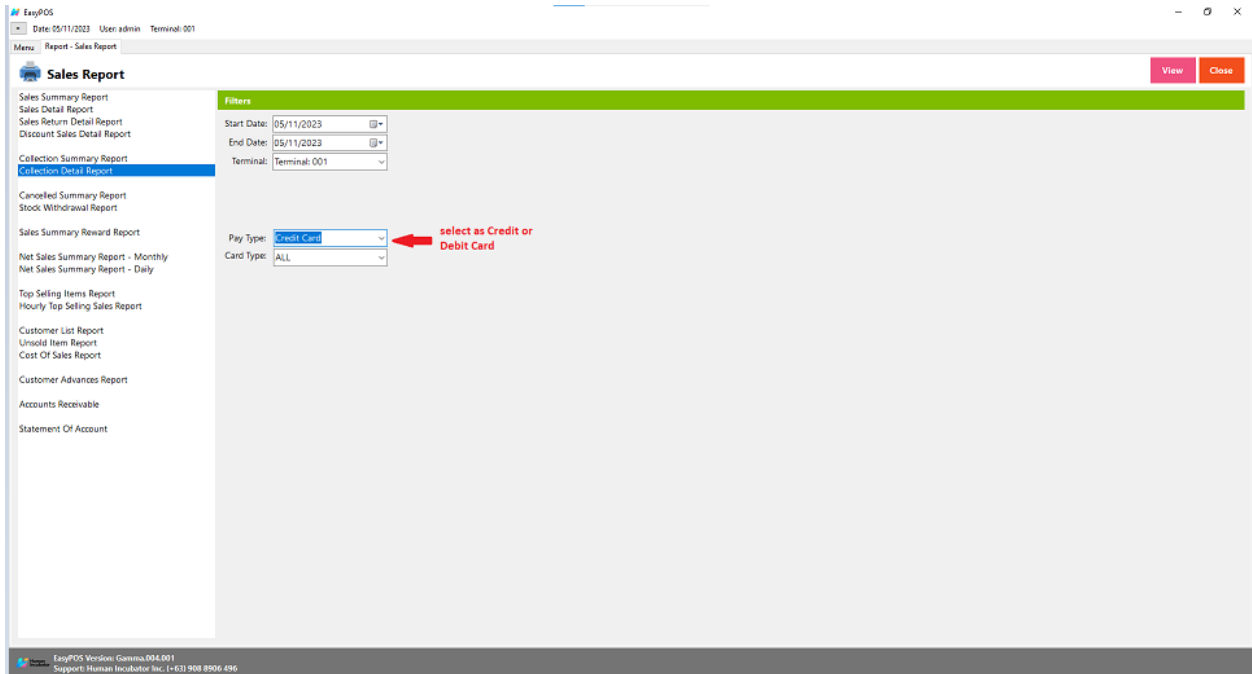 EasyPOS
Date: 05/11/2023 User: admin Terminal: 001
Menu Report - Sales Report
Sales Report
View Close
Sales Summary Report
Sales Detail Report
Sales Return Detail Report
Discount Sales Detail Report
Collection Summary Report
Collection Detail Report
Cancelled Summary Report
Stock Withdrawal Report
Sales Summary Reward Report
Net Sales Summary Report - Monthly
Net Sales Summary Report - Daily
Top Selling Items Report
Hourly Top Selling Sales Report
Customer List Report
Unsold Item Report
Cost Of Sales Report
Customer Advances Report
Accounts Receivable
Statement Of Account
Filters
Start Date: 05/11/2023
End Date: 05/11/2023
Terminal: Terminal: 001
Pay Type: Credit Card
Card Type: ALL
select as Credit or
Debit Card
EasyPOS Version: Gamma.004.001
Support: Human Incubator Inc. (+63) 908 8906 496